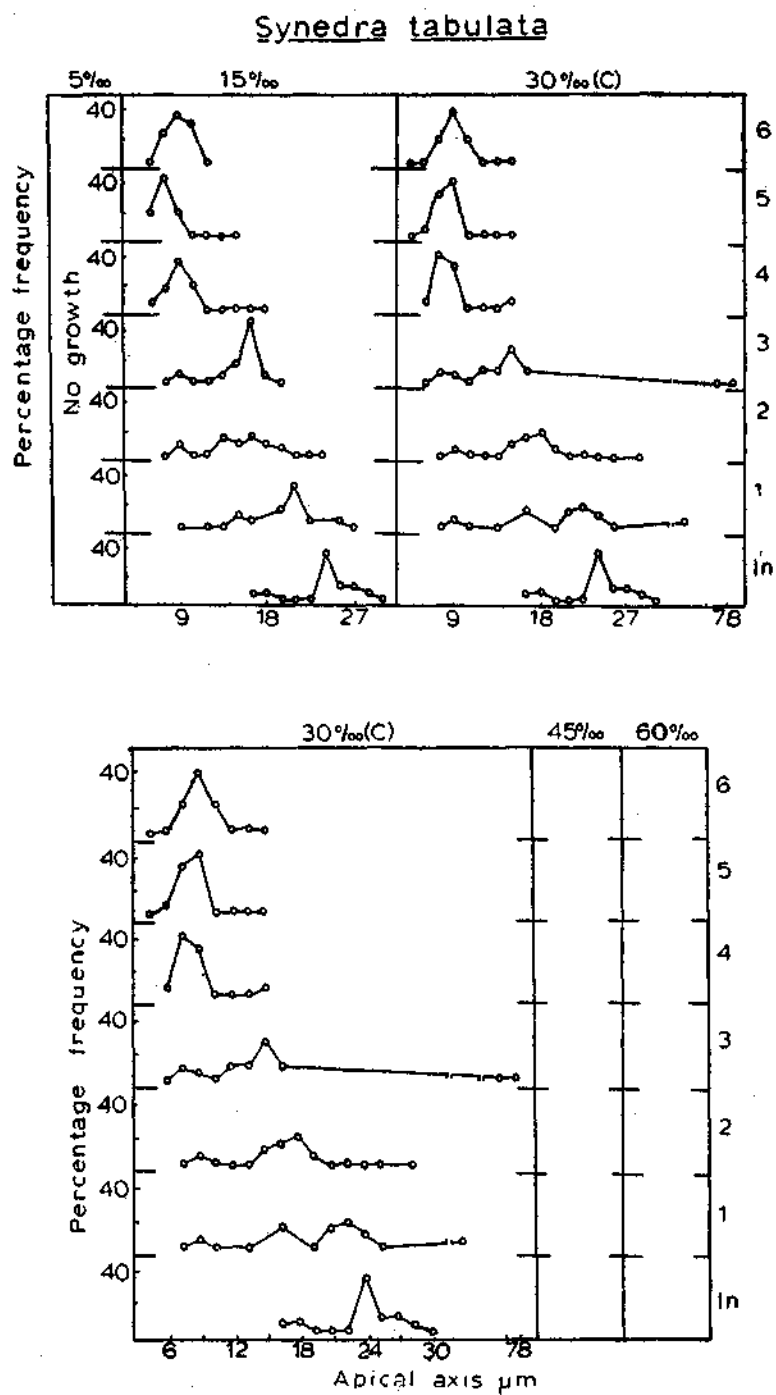 Synedra tabulata
5‰ 15‰ 30‰(C)
40 6
40 5
40 4
40 3
40 2
40 1
40 In
Percentage frequency
No growth
9 18 27 9 18 27 78
30‰(C) 45‰ 60‰
40 6
40 5
40 4
40 3
40 2
40 1
40 In
Percentage frequency
6 12 18 24 30 78
Apical axis μm